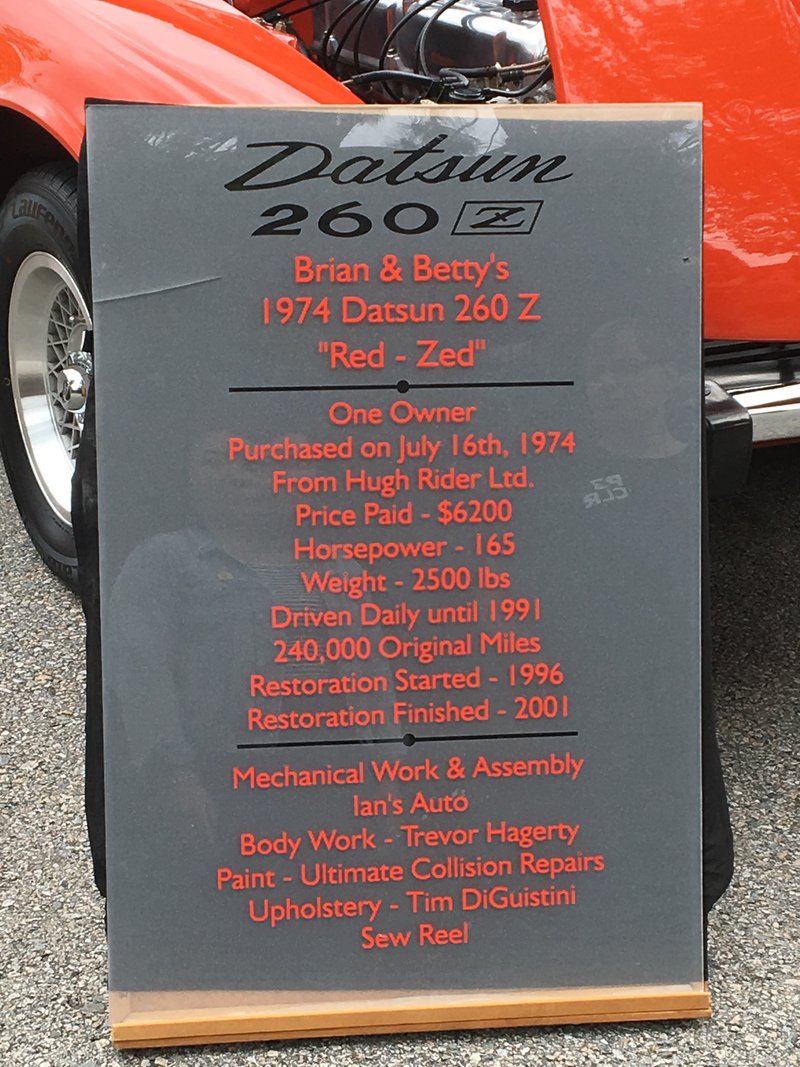 Laufenn
Datsun
260 Z
Brian & Betty's
1974 Datsun 260 Z
"Red - Zed"
One Owner
Purchased on July 16th, 1974
From Hugh Rider Ltd.
Price Paid - $6200
Horsepower - 165
Weight - 2500 lbs
Driven Daily until 1991
240,000 Original Miles
Restoration Started - 1996
Restoration Finished - 2001
Mechanical Work & Assembly
Ian's Auto
Body Work - Trevor Hagerty
Paint - Ultimate Collision Repairs
Upholstery - Tim DiGuistini
Sew Reel